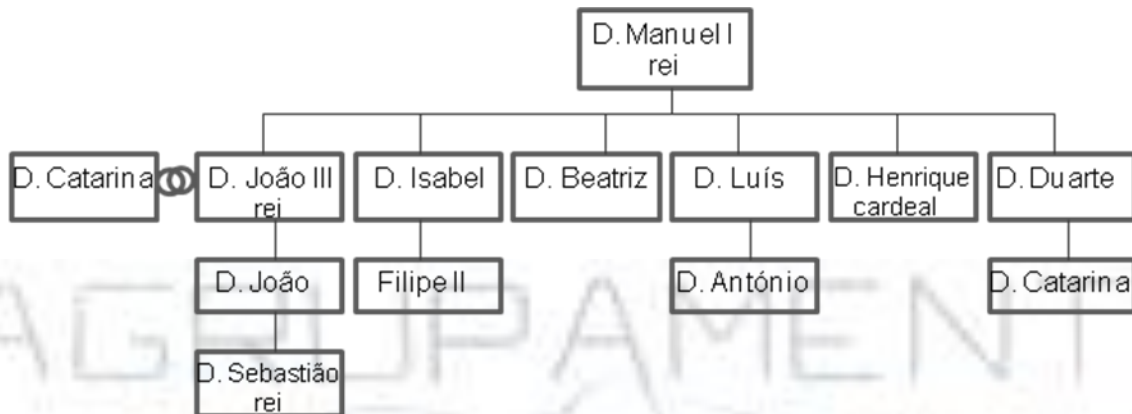 D. Manuel I
rei
D. Catarina
D. João III
rei
D. Isabel
D. Beatriz
D. Luís
D. Henrique
cardeal
D. Duarte
D. João
Filipe II
D. António
D. Catarina
D. Sebastião
rei
AGRUPAMENT